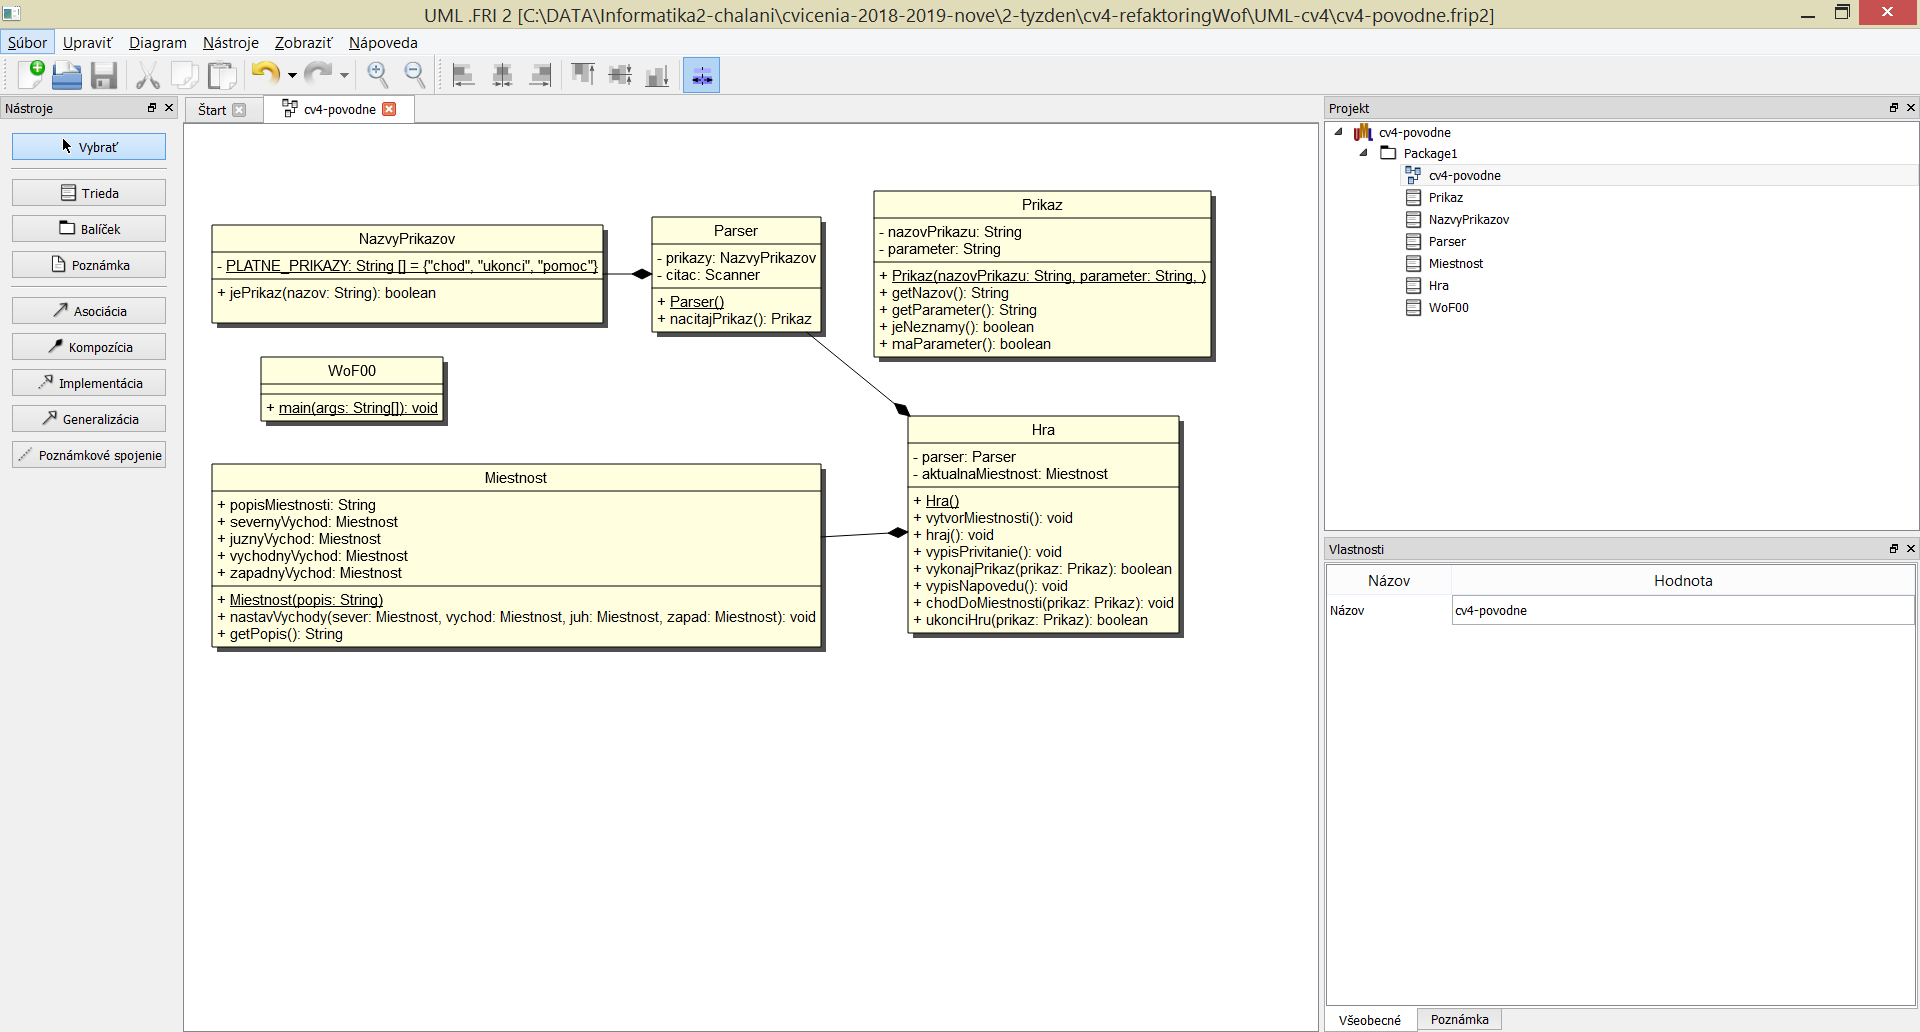 UML .FRI 2 [C:\DATA\Informatika2-chalani\cvicenia-2018-2019-nove\2-tyzden\cv4-refaktoringWof\UML-cv4\cv4-povodne.frip2]
Súbor Upraviť Diagram Nástroje Zobraziť Nápoveda
Nástroje
Vybrať
Trieda
Balíček
Poznámka
Asociácia
Kompozícia
Implementácia
Generalizácia
Poznámkové spojenie
Štart
cv4-povodne
NazvyPrikazov
- PLATNE_PRIKAZY: String [] = {"chod", "ukonci", "pomoc"}
+ jePrikaz(nazov: String): boolean
Parser
- prikazy: NazvyPrikazov
- citac: Scanner
+ Parser()
+ nacitajPrikaz(): Prikaz
Prikaz
- nazovPrikazu: String
- parameter: String
+ Prikaz(nazovPrikazu: String, parameter: String, )
+ getNazov(): String
+ getParameter(): String
+ jeNeznamy(): boolean
+ maParameter(): boolean
WoF00
+ main(args: String[]): void
Miestnost
+ popisMiestnosti: String
+ severnyVychod: Miestnost
+ juznyVychod: Miestnost
+ vychodnyVychod: Miestnost
+ zapadnyVychod: Miestnost
+ Miestnost(popis: String)
+ nastavVychody(sever: Miestnost, vychod: Miestnost, juh: Miestnost, zapad: Miestnost): void
+ getPopis(): String
Hra
- parser: Parser
- aktualnaMiestnost: Miestnost
+ Hra()
+ vytvorMiestnosti(): void
+ hraj(): void
+ vypisPrivitanie(): void
+ vykonajPrikaz(prikaz: Prikaz): boolean
+ vypisNapovedu(): void
+ chodDoMiestnosti(prikaz: Prikaz): void
+ ukonciHru(prikaz: Prikaz): boolean
Projekt
cv4-povodne
Package1
cv4-povodne
Prikaz
NazvyPrikazov
Parser
Miestnost
Hra
WoF00
Vlastnosti
Názov Hodnota
Názov cv4-povodne
Všeobecné Poznámka